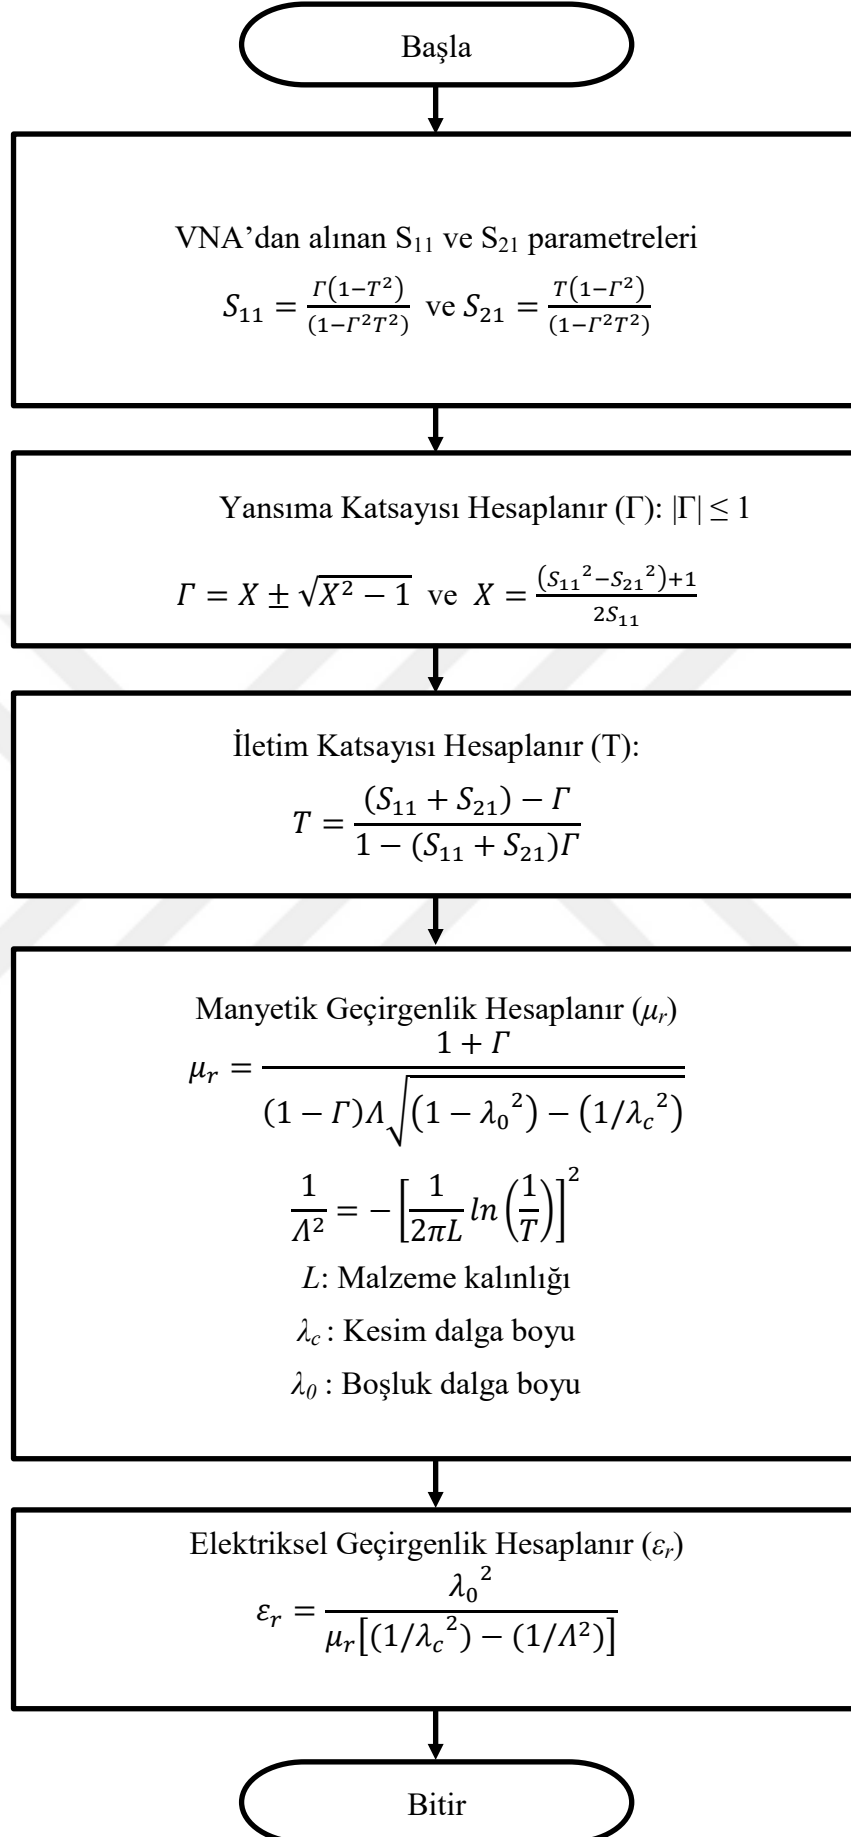 Başla
VNA’dan alınan S₁₁ ve S₂₁ parametreleri
S₁₁ = Γ(1−T²)/(1−Γ²T²) ve S₂₁ = T(1−Γ²)/(1−Γ²T²)
Yansıma Katsayısı Hesaplanır (Γ): |Γ| ≤ 1
Γ = X ± √(X² − 1) ve X = ((S₁₁² − S₂₁²)+1)/(2S₁₁)
İletim Katsayısı Hesaplanır (T):
T = ((S₁₁ + S₂₁) − Γ)/(1 − (S₁₁ + S₂₁)Γ)
Manyetik Geçirgenlik Hesaplanır (μᵣ)
μᵣ = (1 + Γ)/((1 − Γ)Λ√((1 − λ₀²) − (1/λ_c²)))
1/Λ² = −[1/(2πL) ln(1/T)]²
L: Malzeme kalınlığı
λ_c : Kesim dalga boyu
λ₀ : Boşluk dalga boyu
Elektriksel Geçirgenlik Hesaplanır (εᵣ)
εᵣ = λ₀²/(μᵣ[(1/λ_c²) − (1/Λ²)])
Bitir